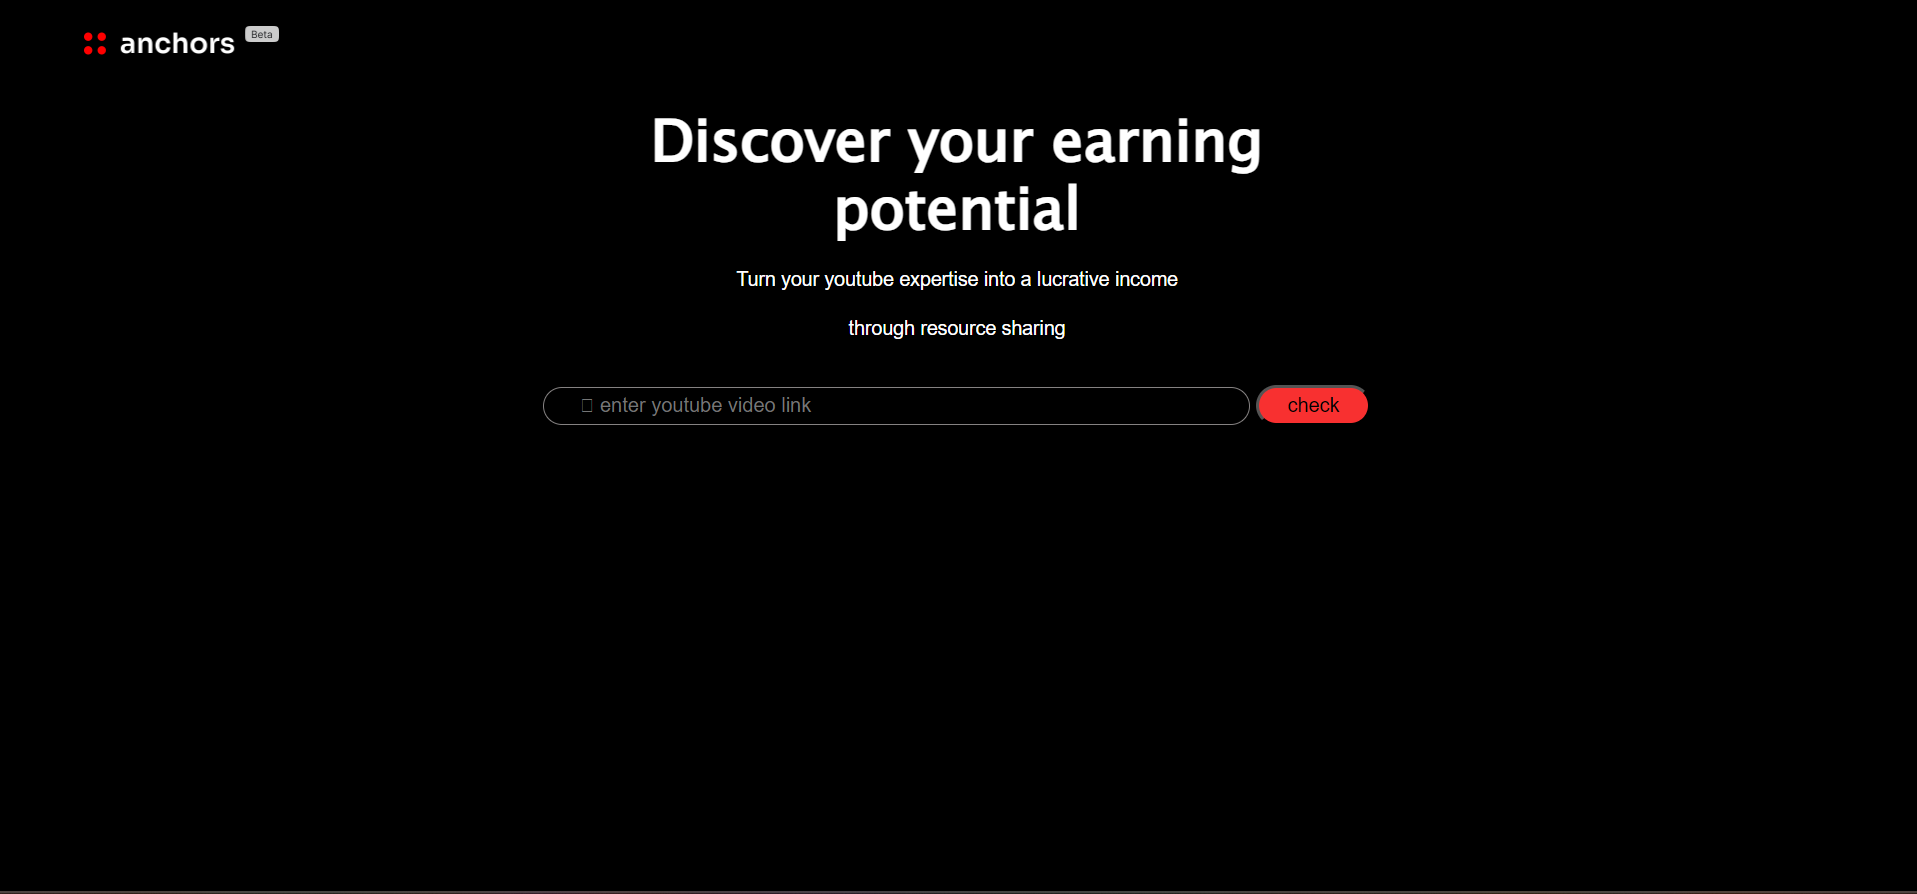 anchors Beta
Discover your earning
potential
Turn your youtube expertise into a lucrative income
through resource sharing
enter youtube video link check